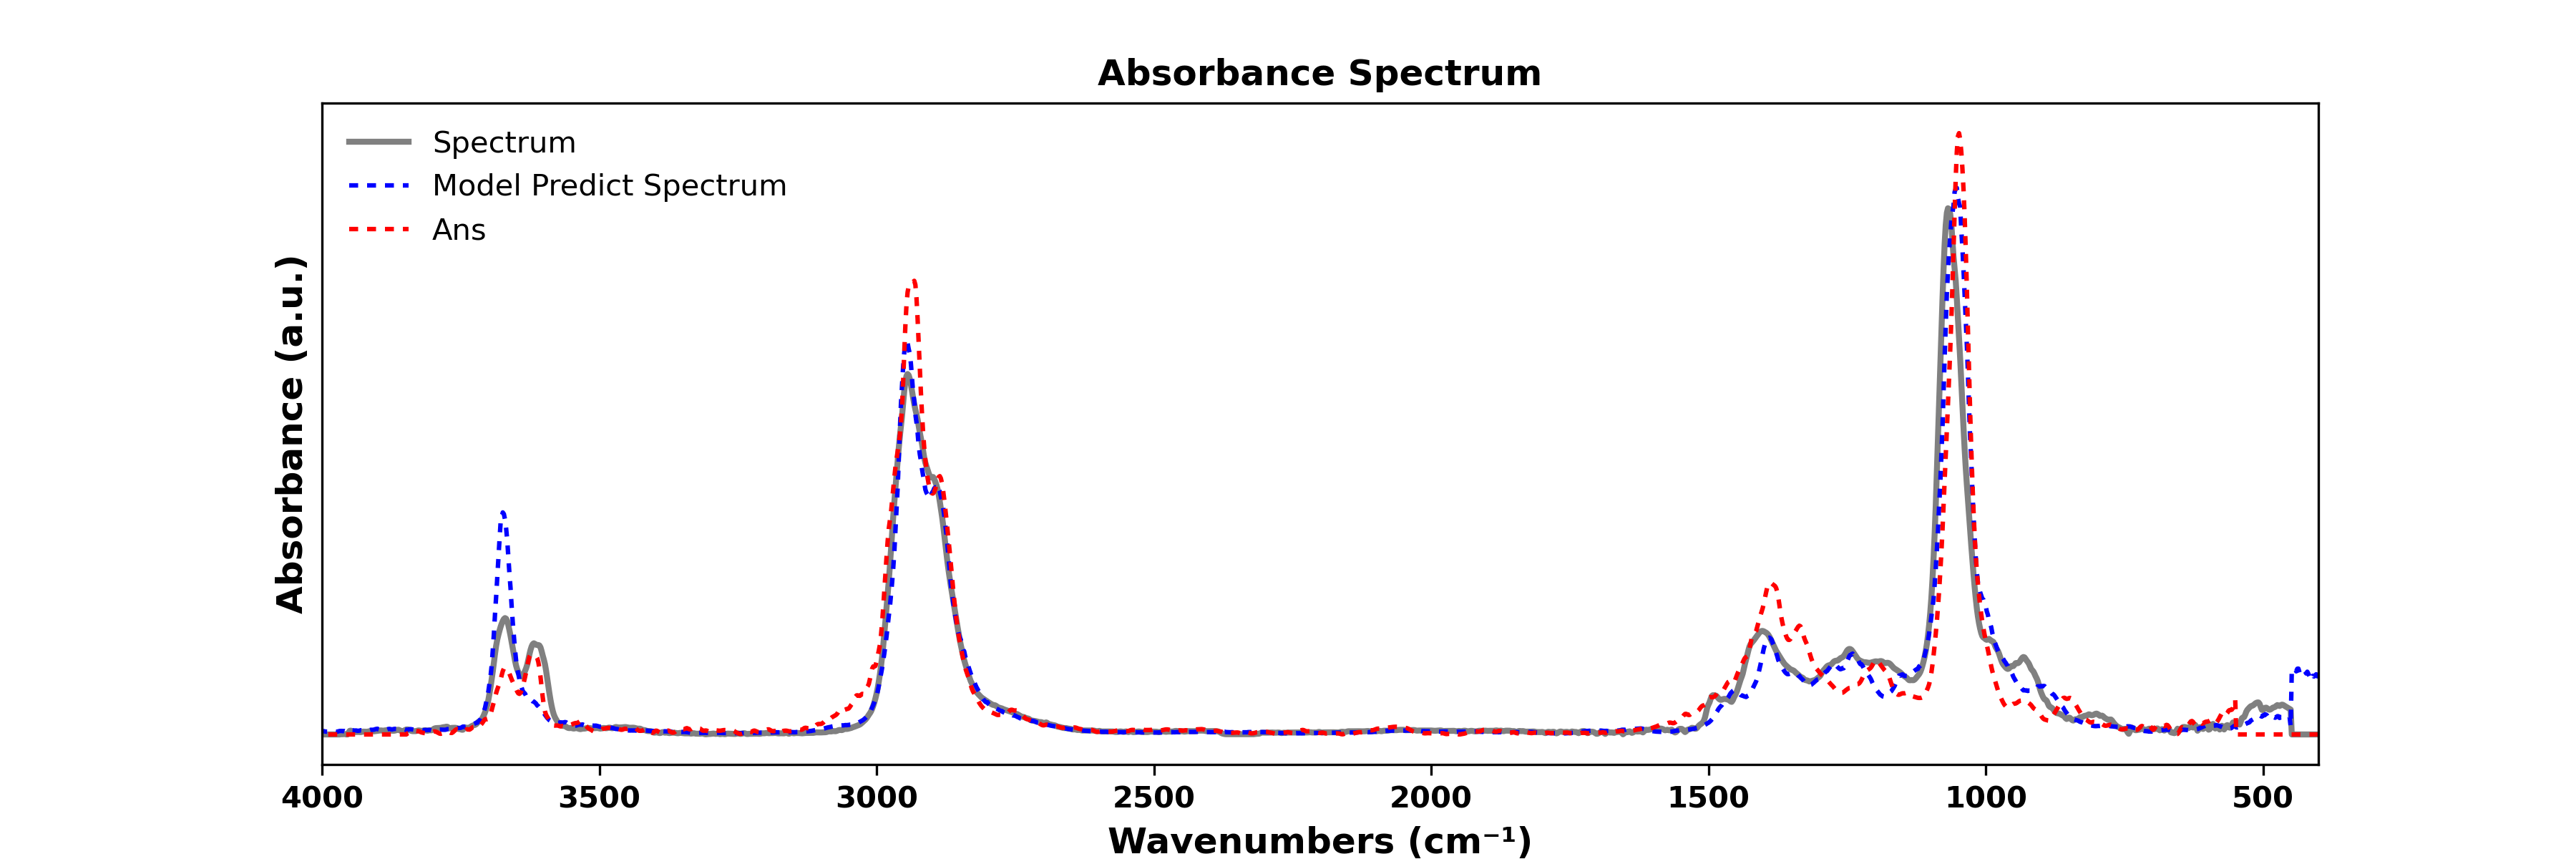 Absorbance Spectrum
Spectrum
Model Predict Spectrum
Ans
Absorbance (a.u.)
4000 3500 3000 2500 2000 1500 1000 500
Wavenumbers (cm⁻¹)